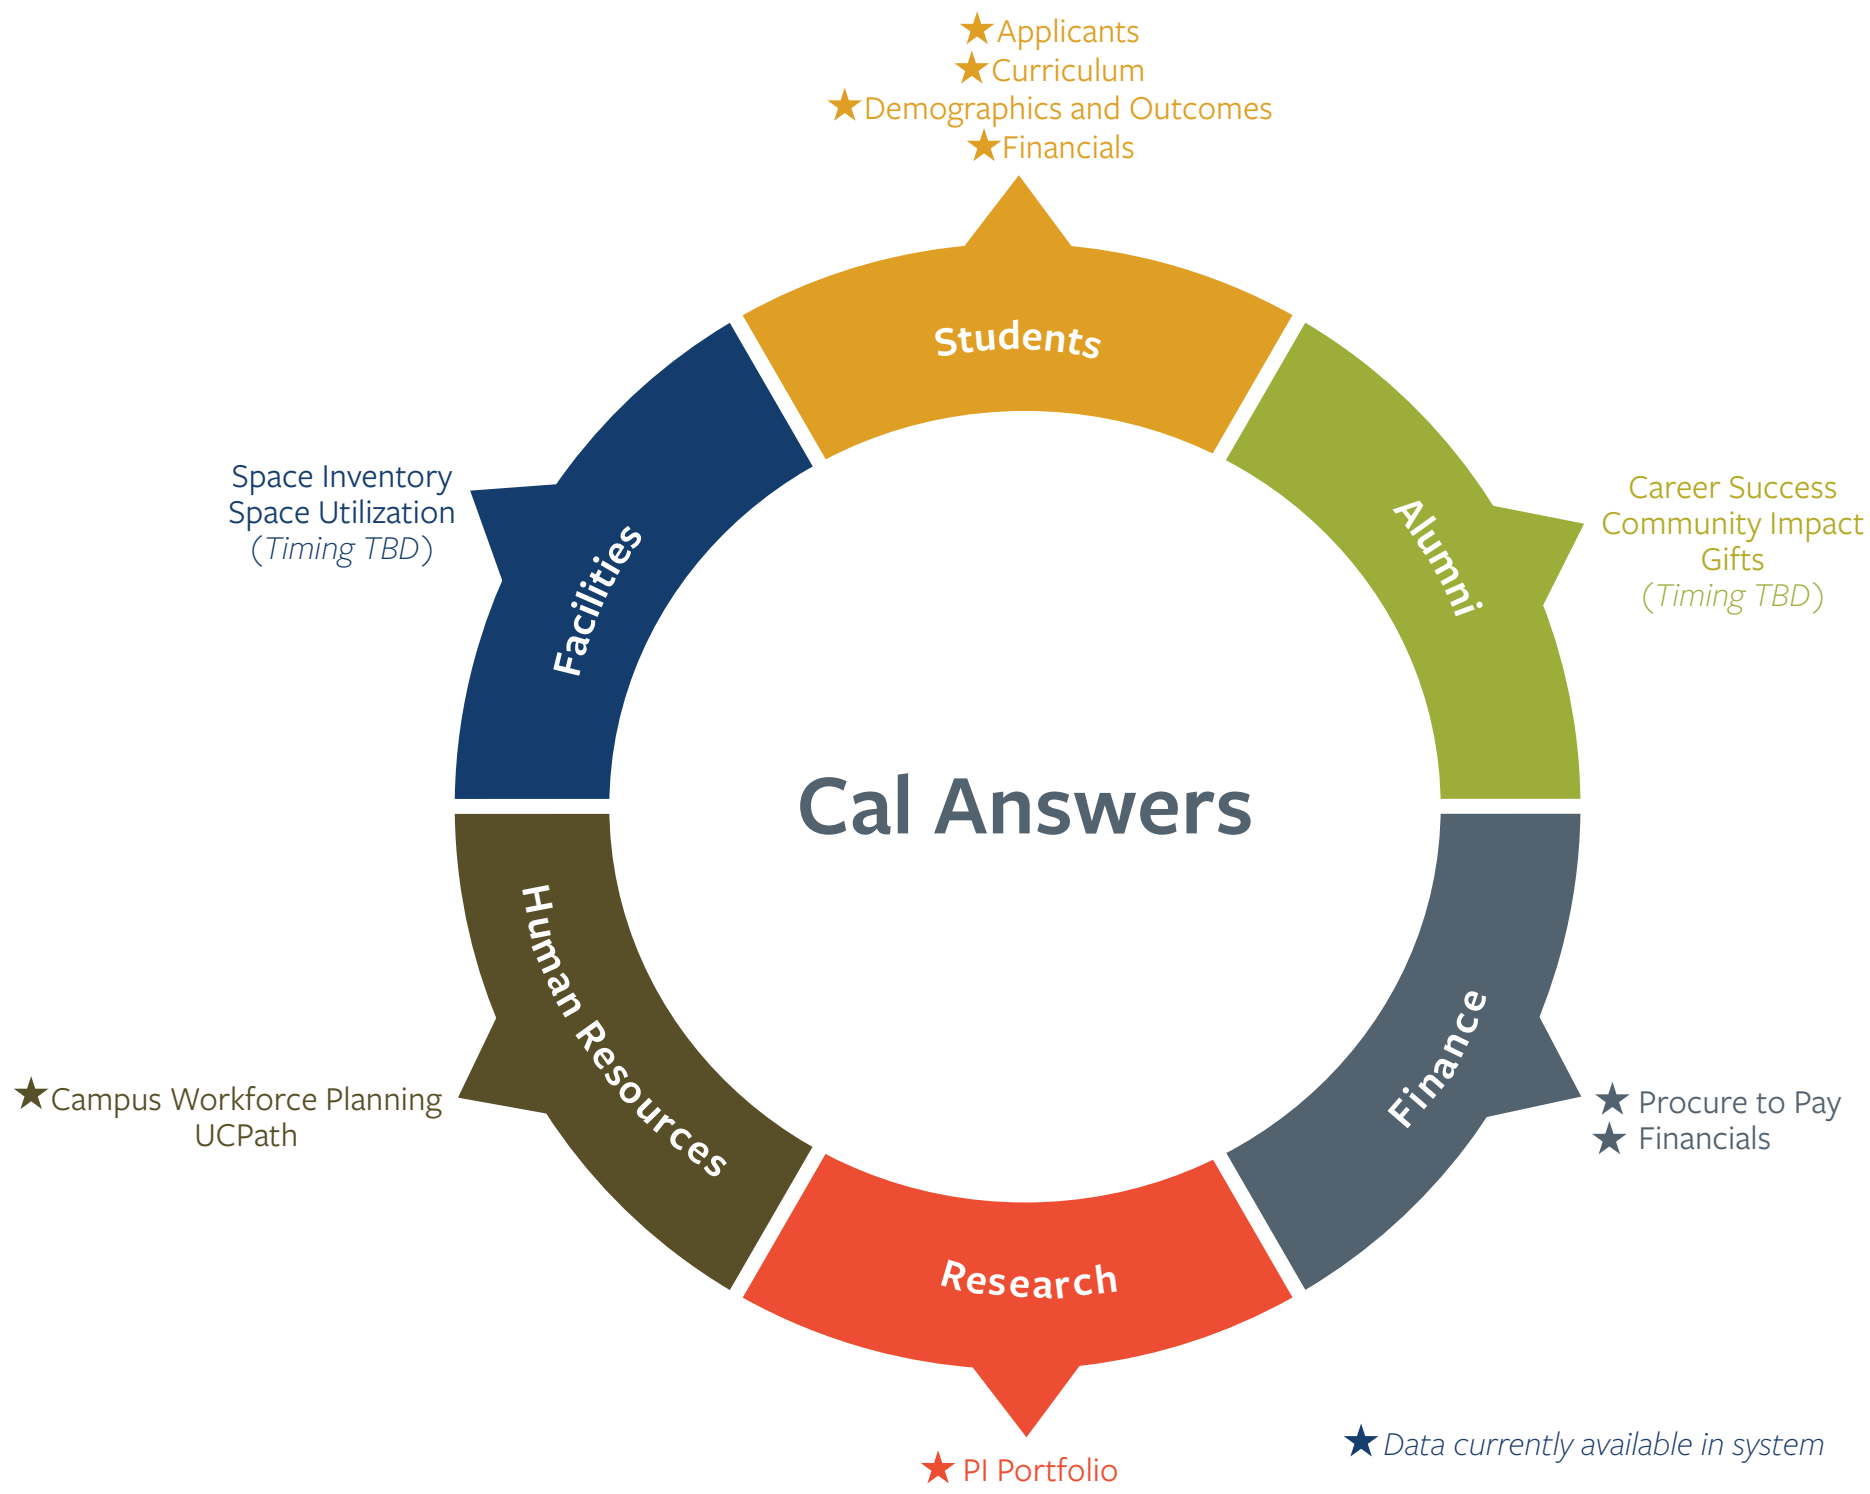 ★Applicants
★Curriculum
★Demographics and Outcomes
★Financials
Students
Space Inventory
Space Utilization
(Timing TBD)
Facilities
Alumni
Career Success
Community Impact
Gifts
(Timing TBD)
Cal Answers
Human Resources
★Campus Workforce Planning
UCPath
Finance
★ Procure to Pay
★ Financials
Research
★ PI Portfolio
★ Data currently available in system